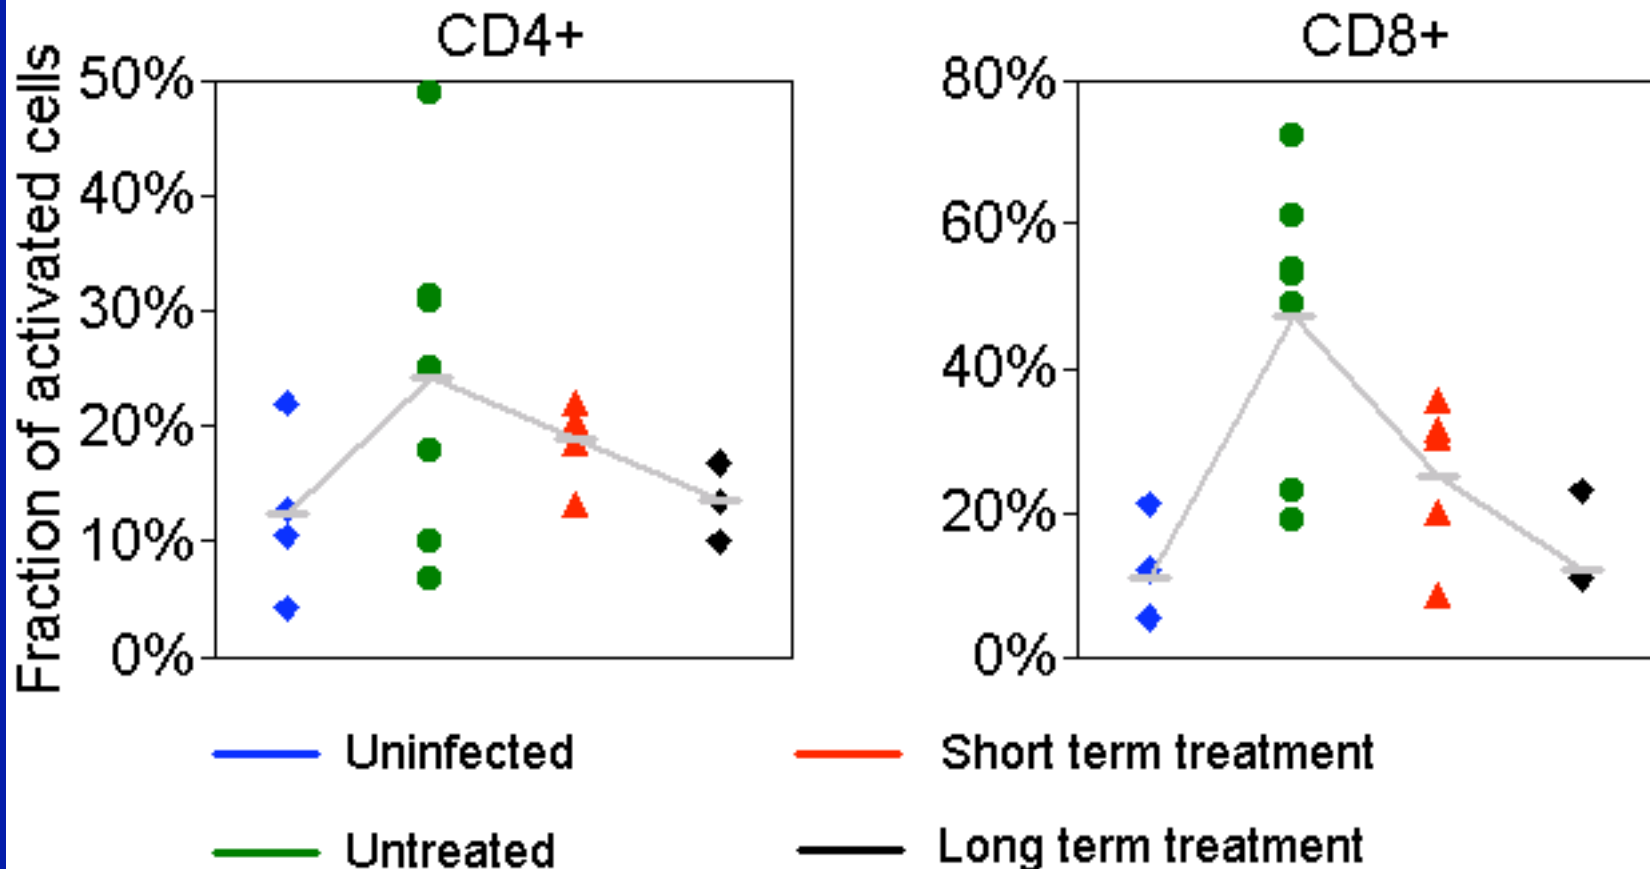 CD4+
CD8+
Fraction of activated cells
50%
40%
30%
20%
10%
0%
80%
60%
40%
20%
0%
Uninfected
Short term treatment
Untreated
Long term treatment